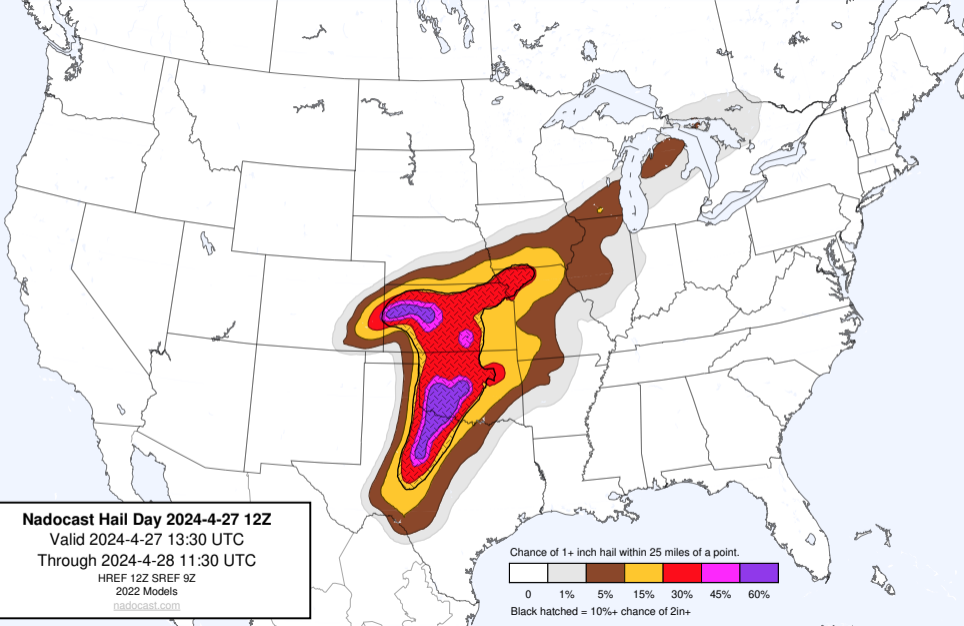 Nadocast Hail Day 2024-4-27 12Z
Valid 2024-4-27 13:30 UTC
Through 2024-4-28 11:30 UTC
HREF 12Z SREF 9Z
2022 Models
nadocast.com
Chance of 1+ inch hail within 25 miles of a point.
0 1% 5% 15% 30% 45% 60%
Black hatched = 10%+ chance of 2in+